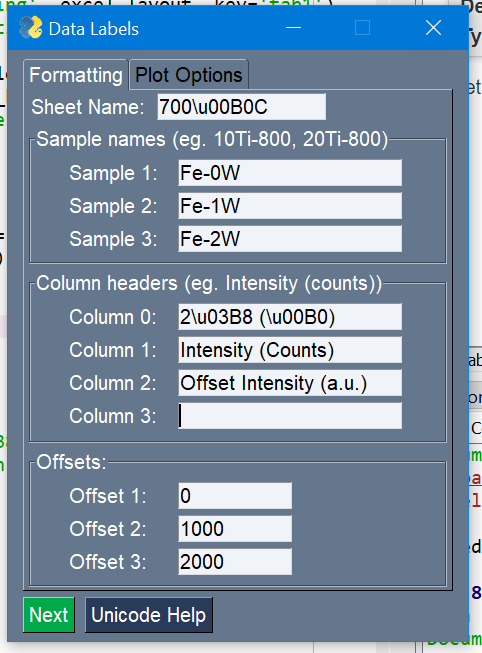 Data Labels
Formatting Plot Options
Sheet Name: 700\u00B0C
Sample names (eg. 10Ti-800, 20Ti-800)
Sample 1: Fe-0W
Sample 2: Fe-1W
Sample 3: Fe-2W
Column headers (eg. Intensity (counts))
Column 0: 2\u03B8 (\u00B0)
Column 1: Intensity (Counts)
Column 2: Offset Intensity (a.u.)
Column 3:
Offsets:
Offset 1: 0
Offset 2: 1000
Offset 3: 2000
Next Unicode Help